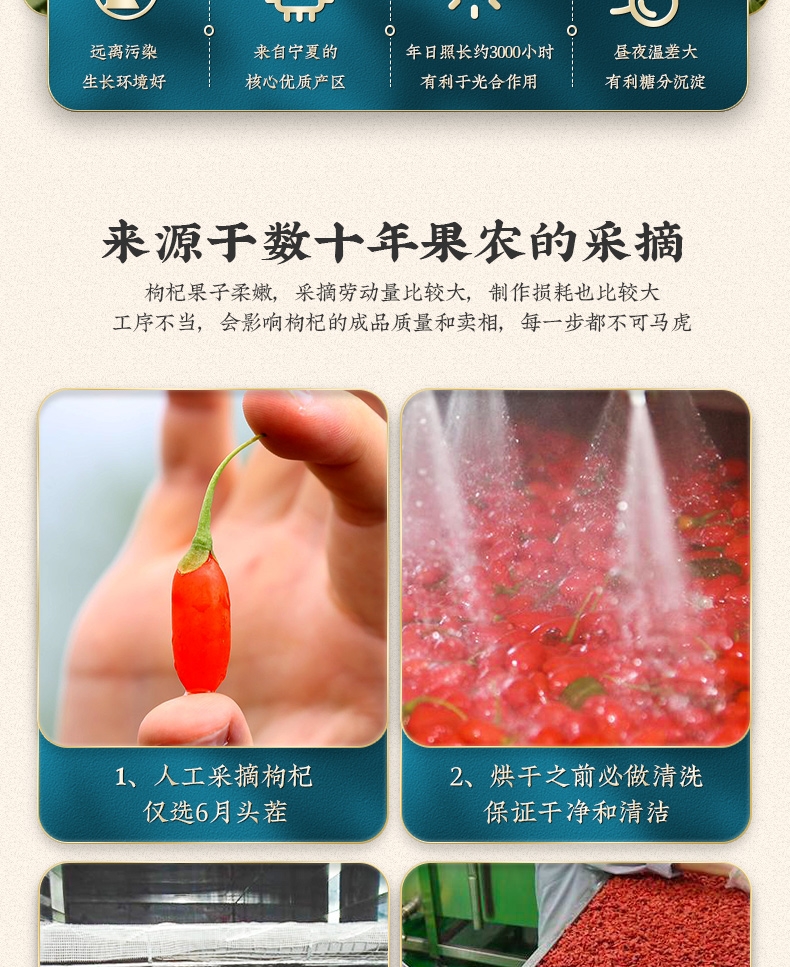 远离污染
生长环境好
来自宁夏的
核心优质产区
年日照长约3000小时
有利于光合作用
昼夜温差大
有利糖分沉淀
来源于数十年果农的采摘
枸杞果子柔嫩，采摘劳动量比较大，制作损耗也比较大
工序不当，会影响枸杞的成品质量和卖相，每一步都不可马虎
1、人工采摘枸杞
仅选6月头茬
2、烘干之前必做清洗
保证干净和清洁